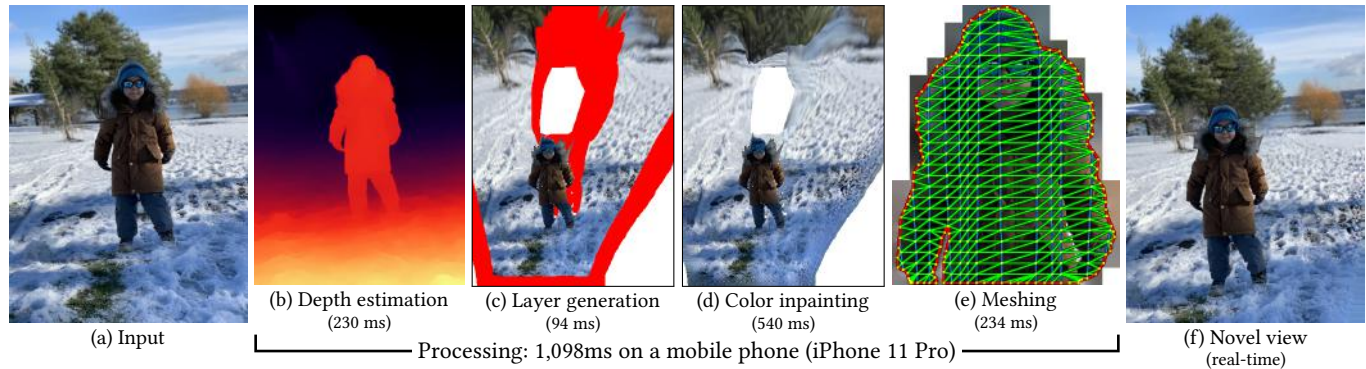 (a) Input
(b) Depth estimation
(230 ms)
(c) Layer generation
(94 ms)
(d) Color inpainting
(540 ms)
(e) Meshing
(234 ms)
(f) Novel view
(real-time)
Processing: 1,098ms on a mobile phone (iPhone 11 Pro)